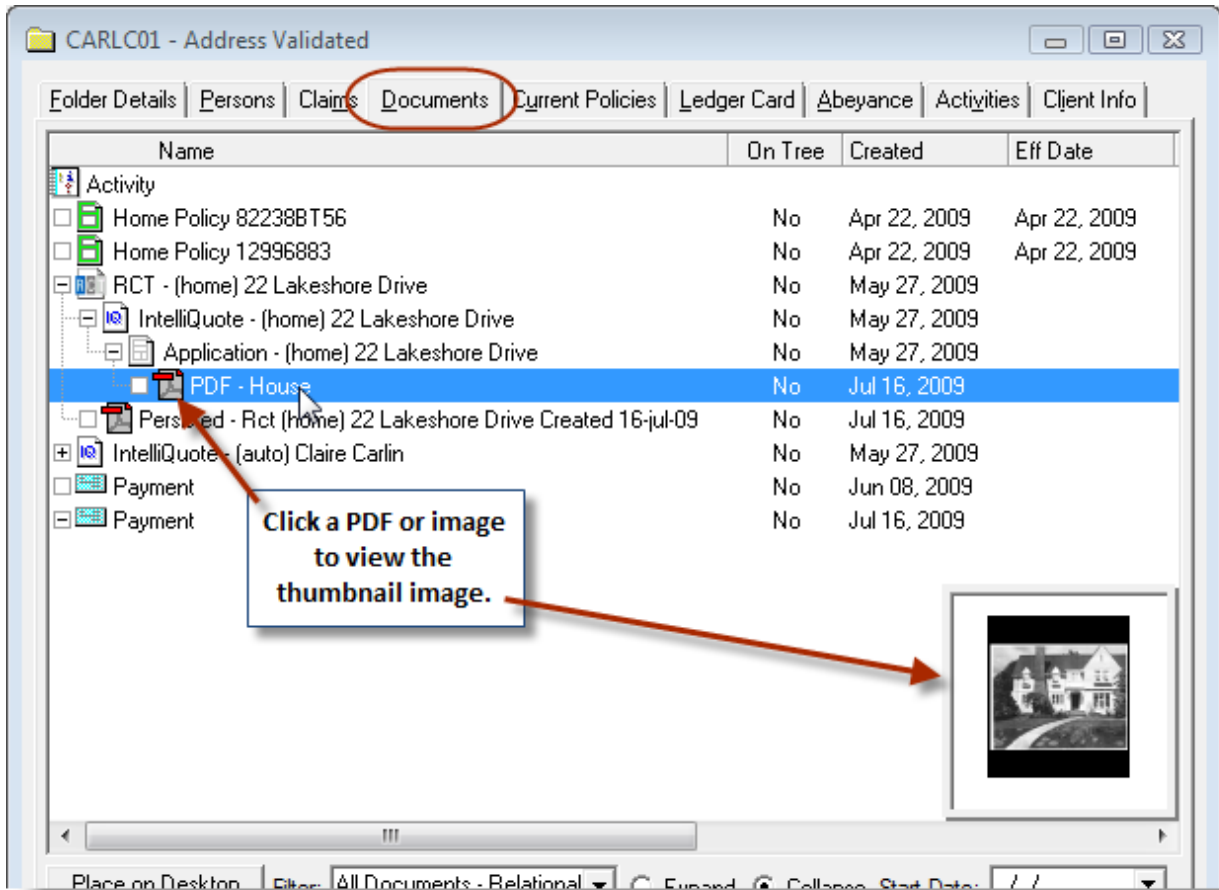 CARLC01 - Address Validated
Folder Details Persons Claims Documents Current Policies Ledger Card Abeyance Activities Client Info
Name On Tree Created Eff Date
Activity
Home Policy 82238BT56 No Apr 22, 2009 Apr 22, 2009
Home Policy 12996883 No Apr 22, 2009 Apr 22, 2009
RCT - (home) 22 Lakeshore Drive No May 27, 2009
IntelliQuote - (home) 22 Lakeshore Drive No May 27, 2009
Application - (home) 22 Lakeshore Drive No May 27, 2009
PDF - House No Jul 16, 2009
Persisted - Rct (home) 22 Lakeshore Drive Created 16-jul-09 No Jul 16, 2009
IntelliQuote - (auto) Claire Carlin No May 27, 2009
Payment No Jun 08, 2009
Payment No Jul 16, 2009
Click a PDF or image
to view the
thumbnail image.
Place on Desktop Filter: All Documents - Relational Expand Collapse Start Date: / /